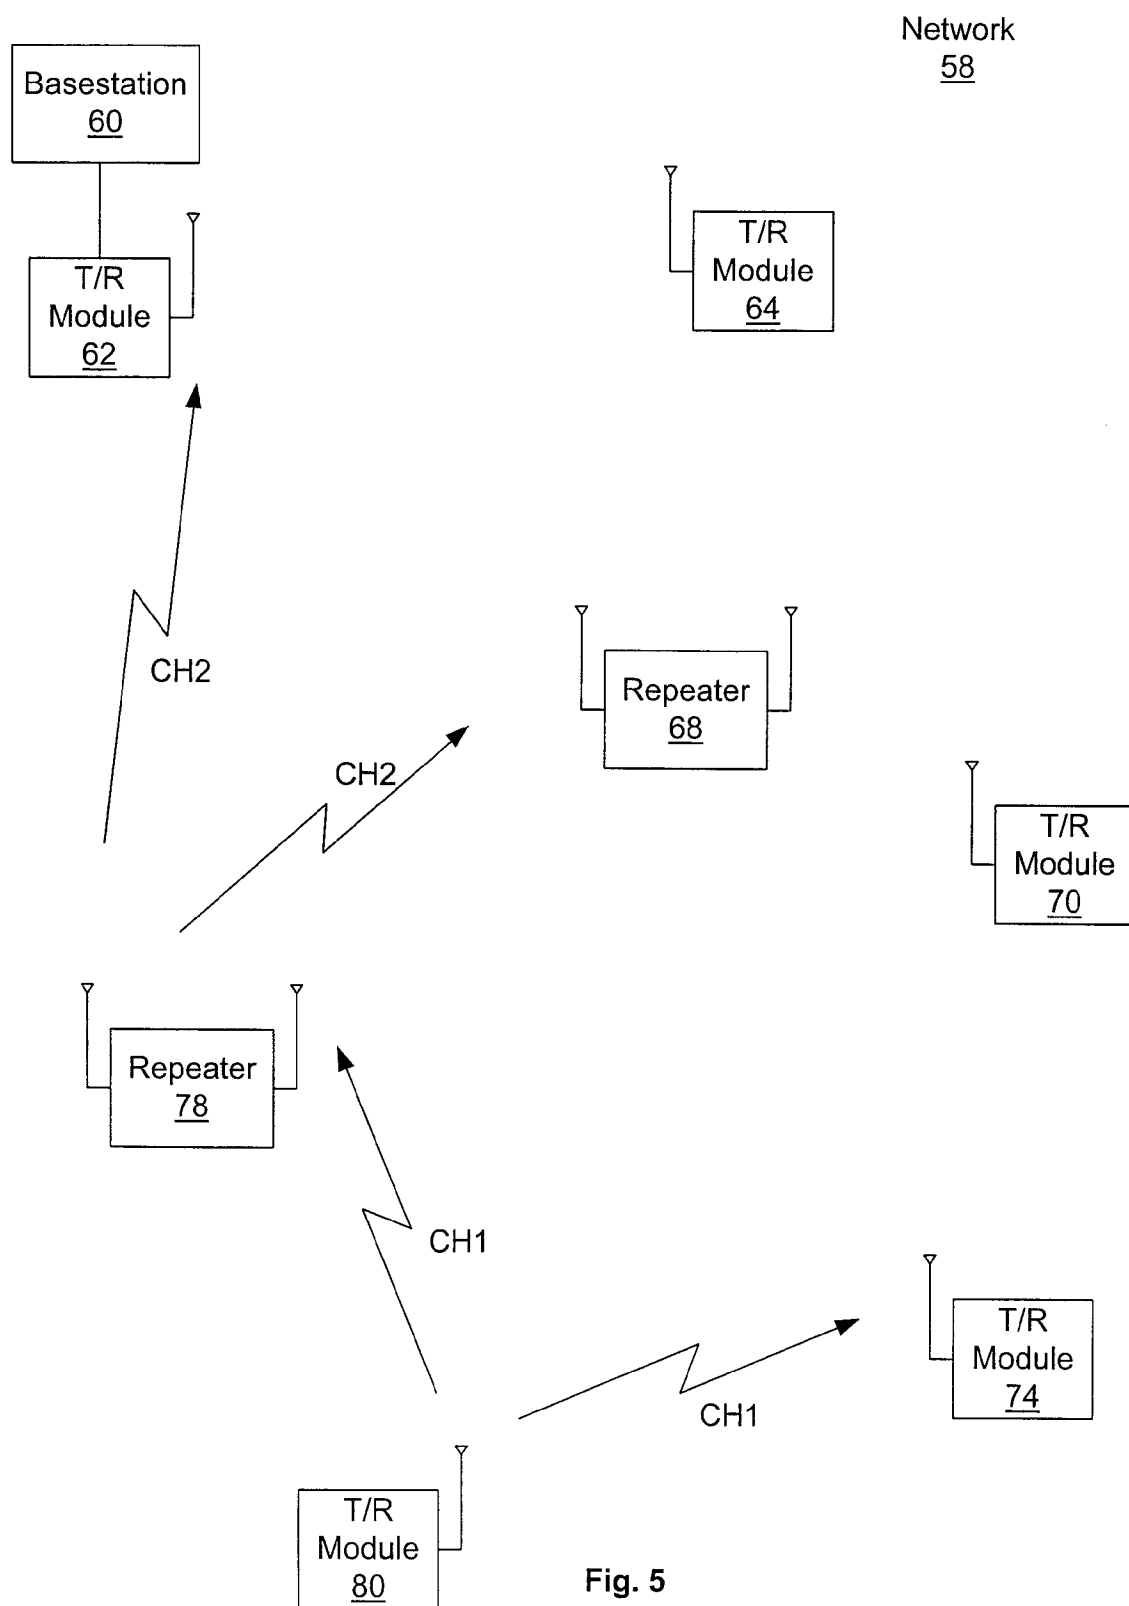 Network
58
Basestation
60
T/R
Module
62
T/R
Module
64
CH2
Repeater
68
CH2
T/R
Module
70
Repeater
78
CH1
T/R
Module
74
CH1
T/R
Module
80
Fig. 5